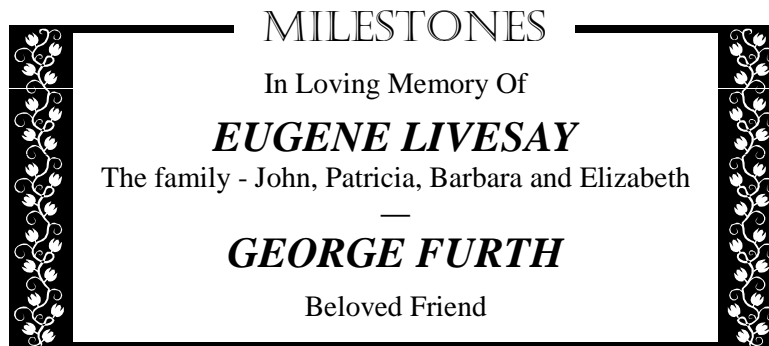 MILESTONES
In Loving Memory Of
EUGENE LIVESAY
The family - John, Patricia, Barbara and Elizabeth
—
GEORGE FURTH
Beloved Friend